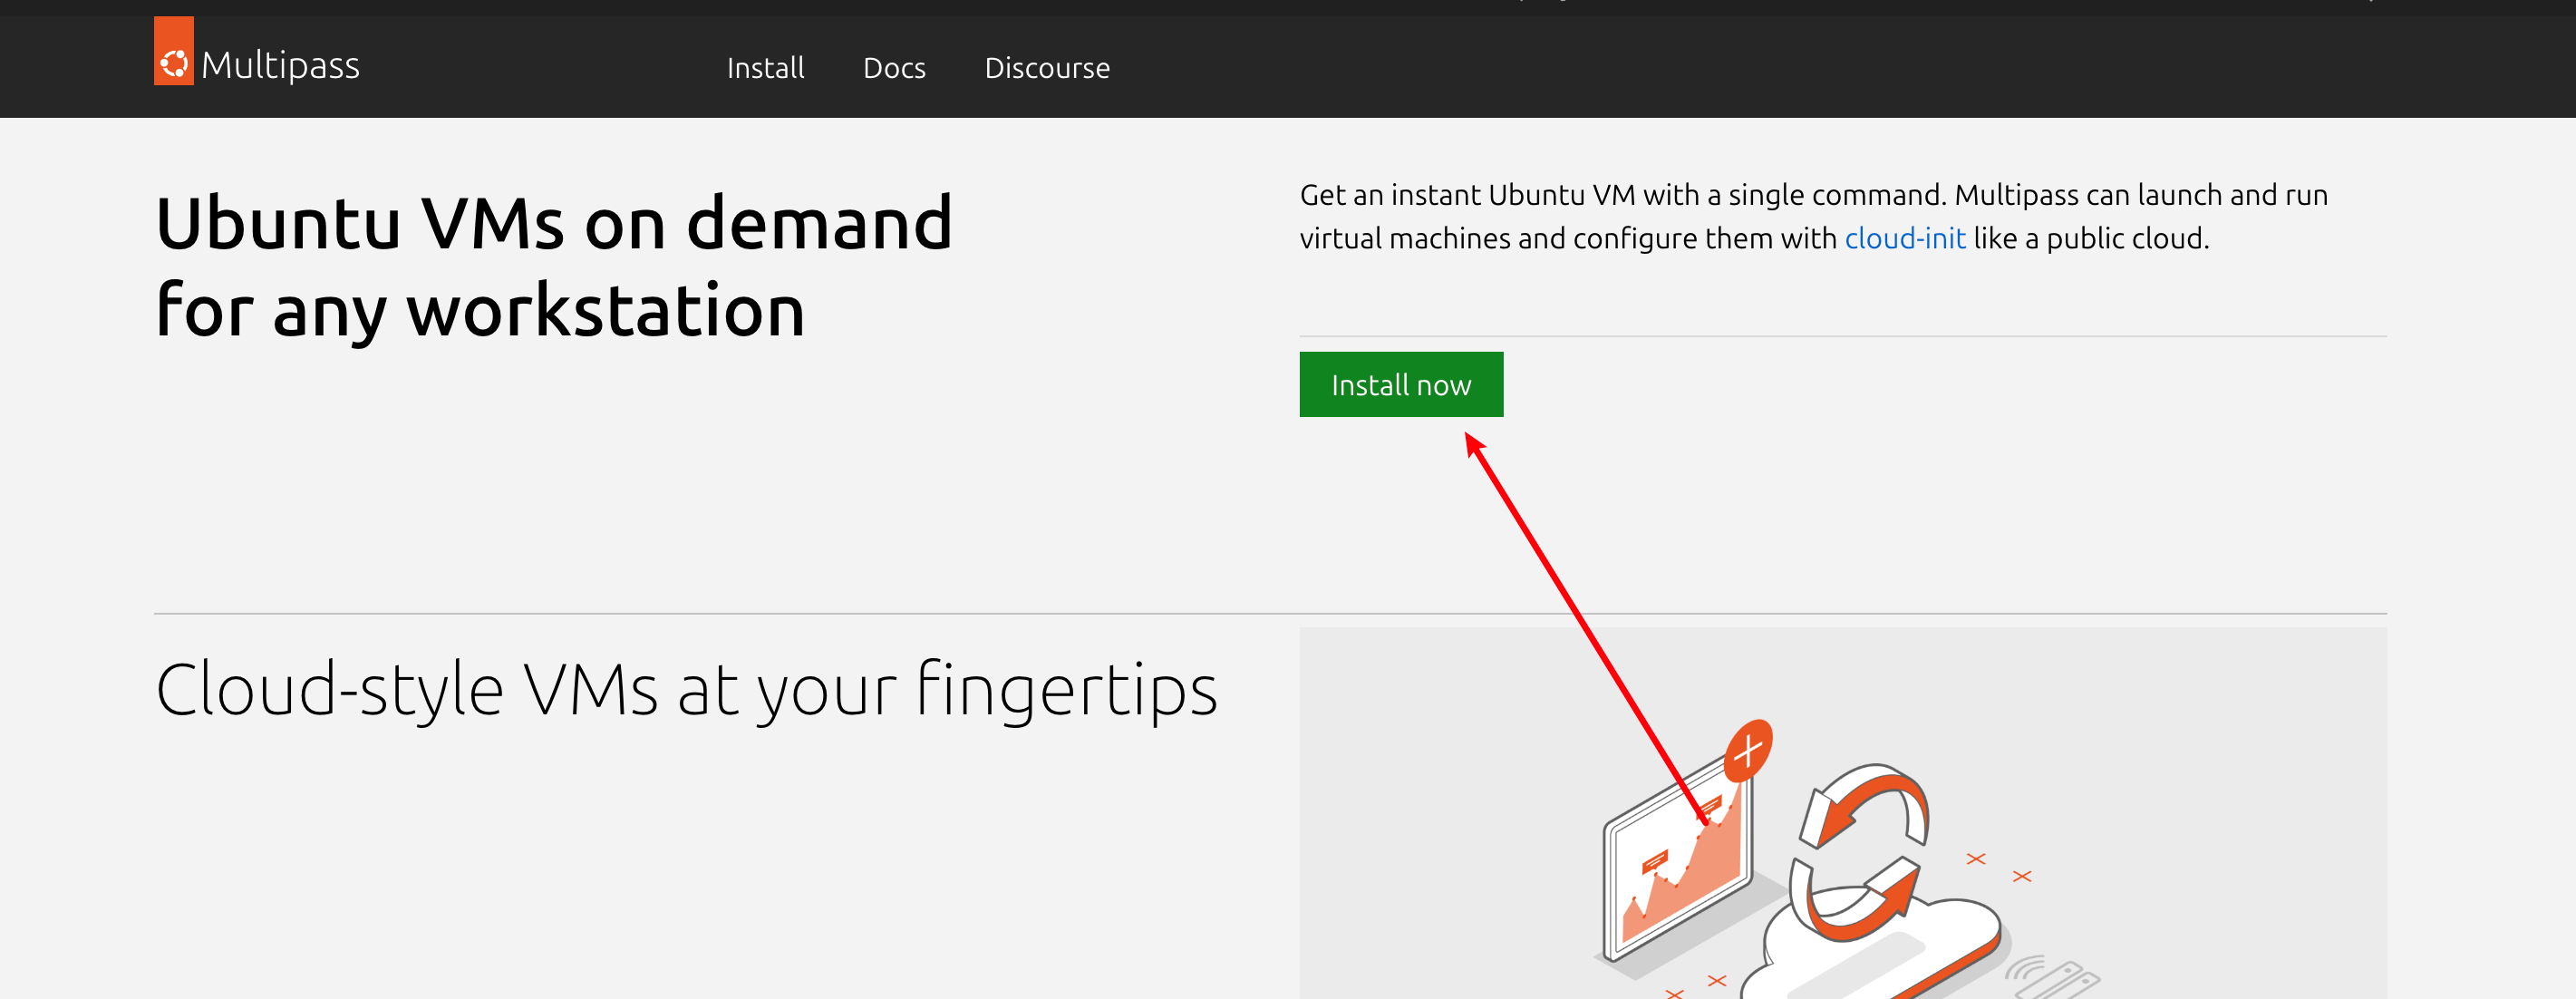 Multipass
Install
Docs
Discourse
Ubuntu VMs on demand
for any workstation
Get an instant Ubuntu VM with a single command. Multipass can launch and run
virtual machines and configure them with cloud-init like a public cloud.
Install now
Cloud-style VMs at your fingertips